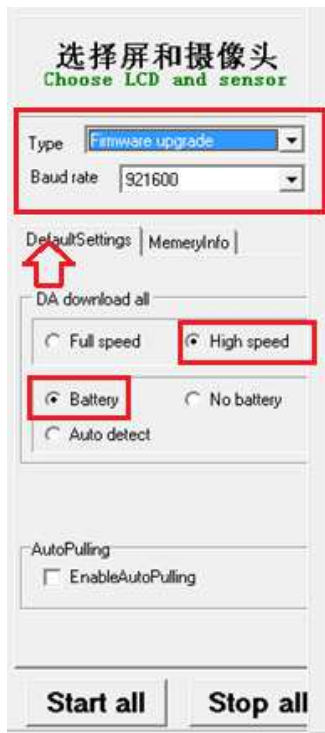 选择屏和摄像头
Choose LCD and sensor
Type Firmware upgrade
Baud rate 921600
DefaultSettings MemeryInfo
DA download all
Full speed High speed
Battery No battery
Auto detect
AutoPulling
EnableAutoPulling
Start all Stop all